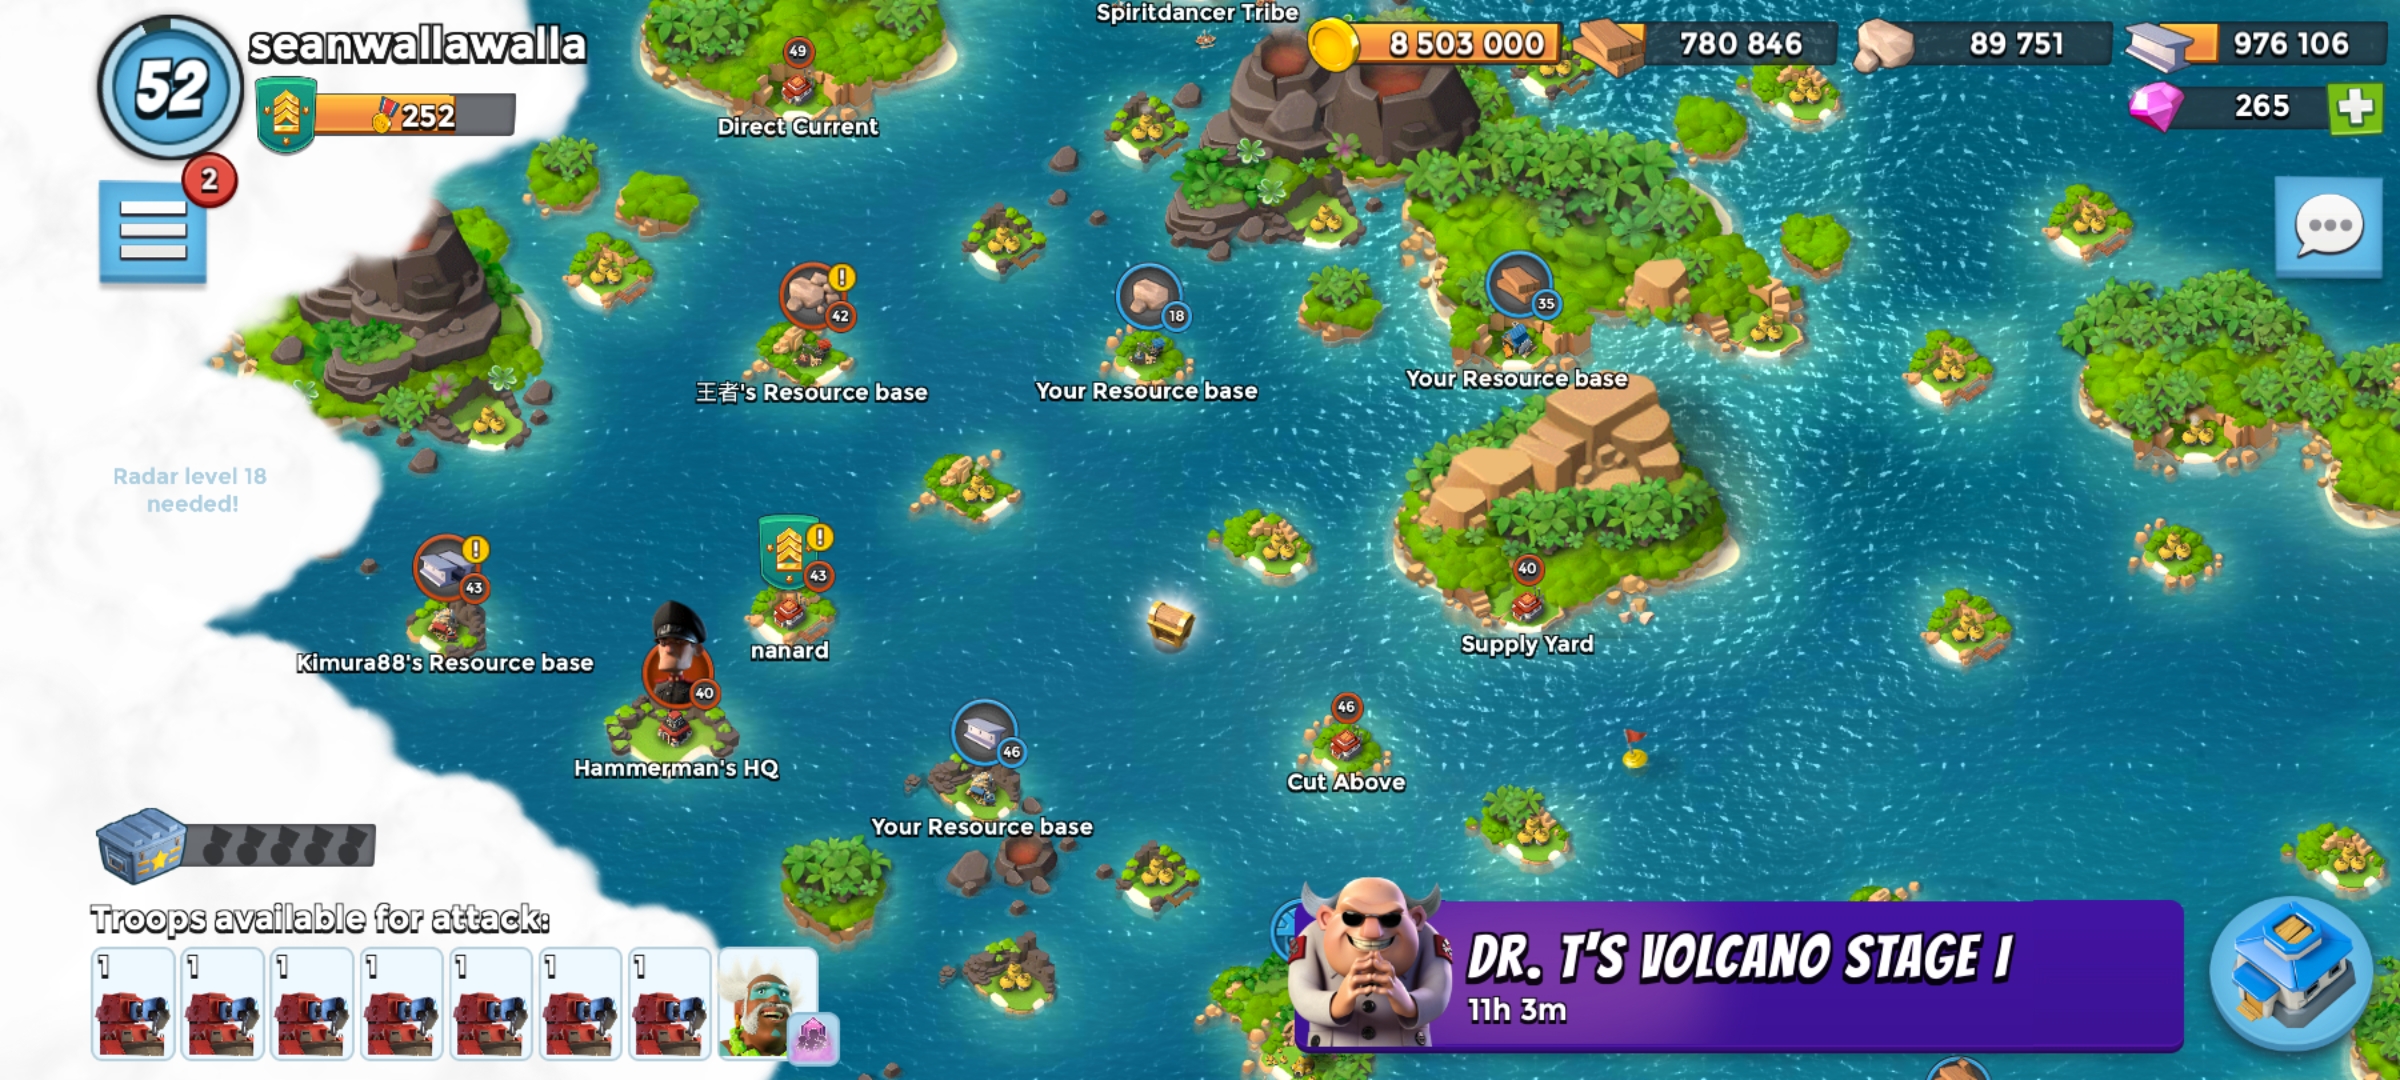 Spiritdancer Tribe
52
seanwallawalla
252
8 503 000
780 846
89 751
976 106
265
49
Direct Current
2
42
王者's Resource base
18
Your Resource base
35
Your Resource base
Radar level 18
needed!
43
Kimura88's Resource base
43
nanard
40
Supply Yard
40
Hammerman's HQ
46
Your Resource base
46
Cut Above
Troops available for attack:
1
1
1
1
1
1
1
DR. T'S VOLCANO STAGE I
11h 3m